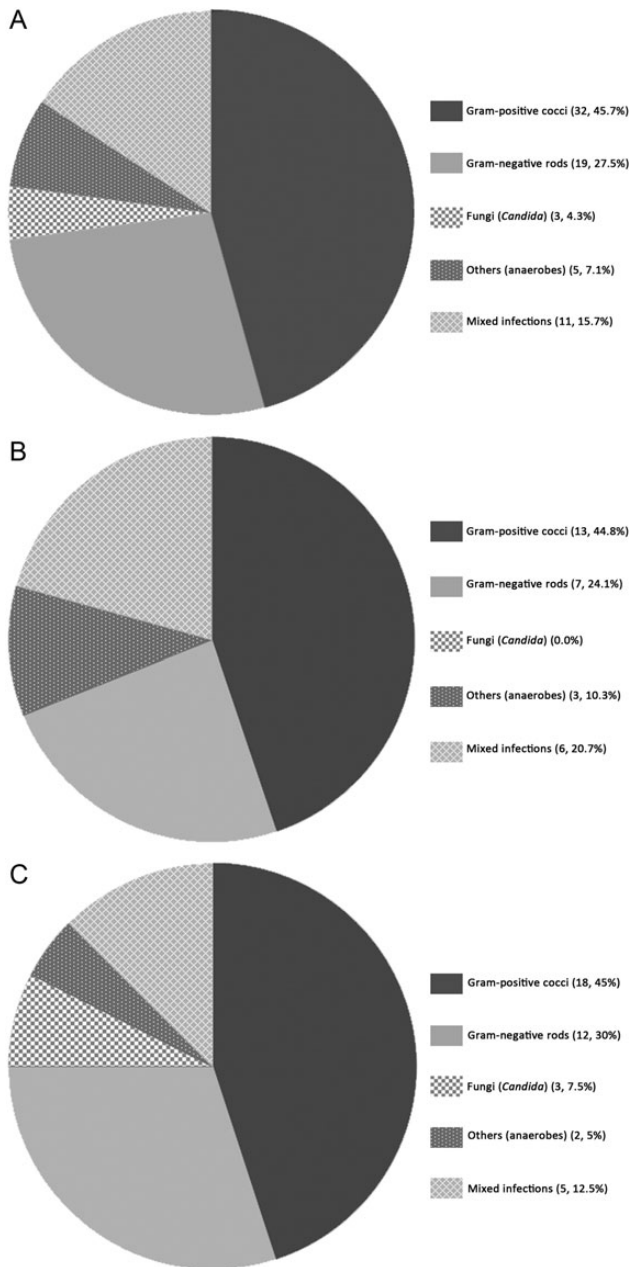 A
Gram-positive cocci (32, 45.7%)
Gram-negative rods (19, 27.5%)
Fungi (Candida) (3, 4.3%)
Others (anaerobes) (5, 7.1%)
Mixed infections (11, 15.7%)
B
Gram-positive cocci (13, 44.8%)
Gram-negative rods (7, 24.1%)
Fungi (Candida) (0.0%)
Others (anaerobes) (3, 10.3%)
Mixed infections (6, 20.7%)
C
Gram-positive cocci (18, 45%)
Gram-negative rods (12, 30%)
Fungi (Candida) (3, 7.5%)
Others (anaerobes) (2, 5%)
Mixed infections (5, 12.5%)